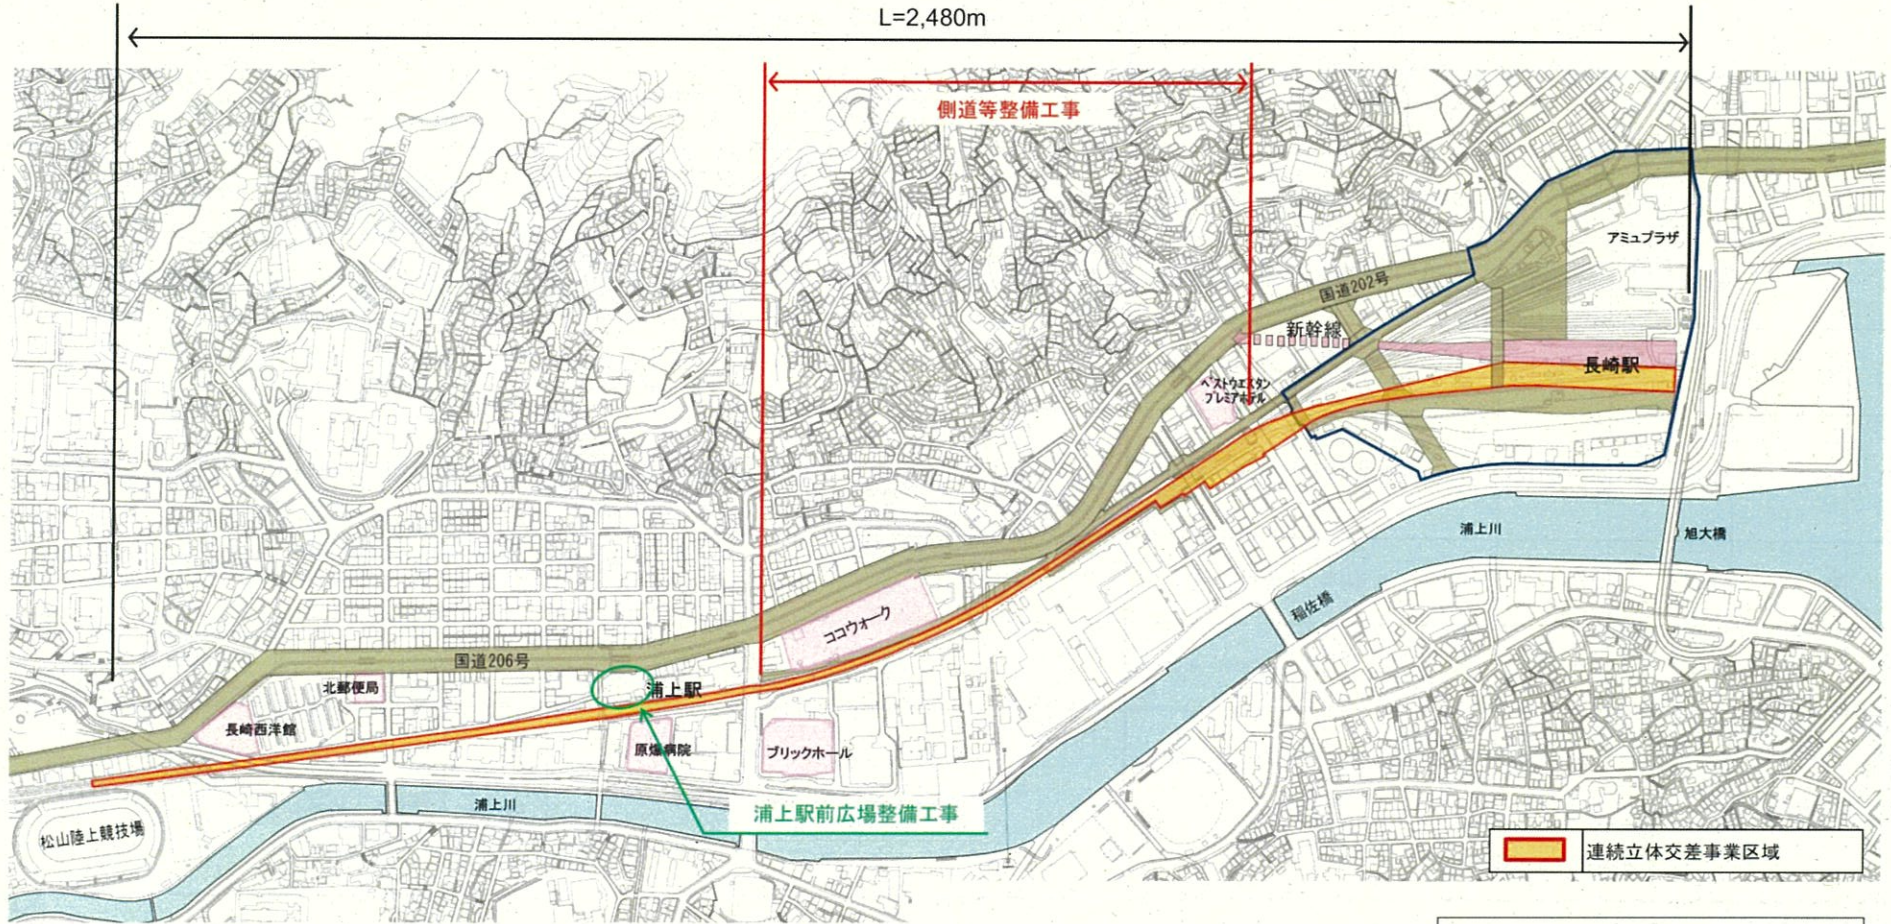 L=2,480m
側道等整備工事
アミュプラザ
国道202号
新幹線
長崎駅
ベストウエスタン
プレミアホテル
浦上川
旭大橋
稲佐橋
ココウォーク
国道206号
北郵便局
浦上駅
長崎西洋館
原爆病院
ブリックホール
浦上川
浦上駅前広場整備工事
松山陸上競技場
連続立体交差事業区域